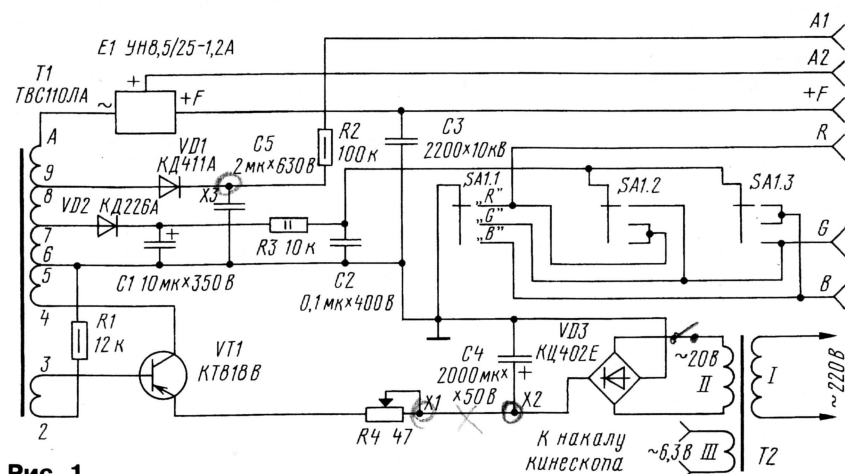 A1
E1 УН8,5/25-1,2А
A2
T1
ТВС110ЛА
+
~
+F
+F
A
R2
100 к
C3
2200×10кВ
R
VD1
КД411А
C5
2мк×630В
9
8
X3
SA1.1
SA1.2
SA1.3
VD2 КД226А
„R"
„G"
„B"
7
+
R3 10 к
G
6
5
C1 10мк×350В
C2
0,1мк×400В
B
4
R1
12 к
VT1
КТ818В
C4
2000мк×
×50В
+
VD3
КЦ402Е
~20В
II
I
~220В
3
2
X1
X2
R4 47
К накалу
кинескопа
~6,3В III
T2
Рис. 1